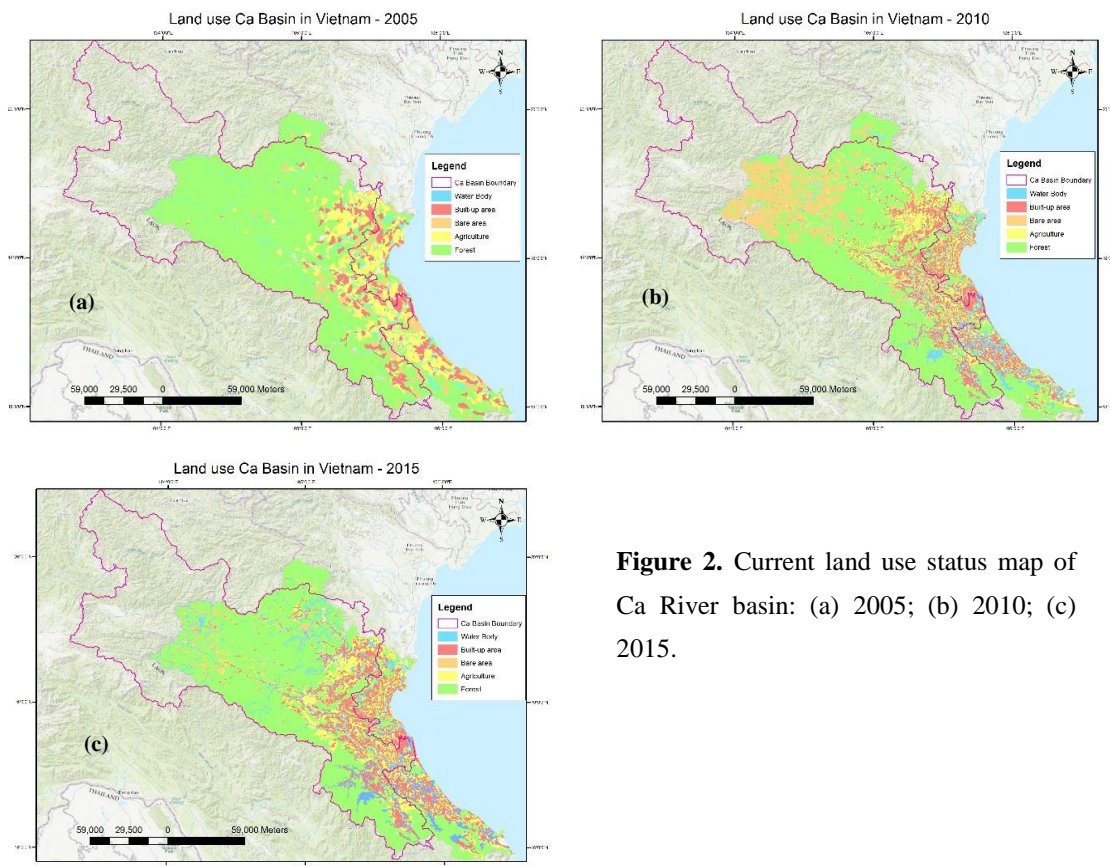 Land use Ca Basin in Vietnam - 2005
N
W
E
S
Legend
Ca Basin Boundary
Water Body
Built-up area
Bare area
Agriculture
Forest
LAOS
(a)
THAILAND
59,000 29,500 0 59,000 Meters
Land use Ca Basin in Vietnam - 2010
N
W
E
S
Legend
Ca Basin Boundary
Water Body
Built-up area
Bare area
Agriculture
Forest
LAOS
(b)
THAILAND
59,000 29,500 0 59,000 Meters
Land use Ca Basin in Vietnam - 2015
N
W
E
S
Legend
Ca Basin Boundary
Water Body
Built-up area
Bare area
Agriculture
Forest
LAOS
(c)
THAILAND
59,000 29,500 0 59,000 Meters
Figure 2. Current land use status map of
Ca River basin: (a) 2005; (b) 2010; (c)
2015.